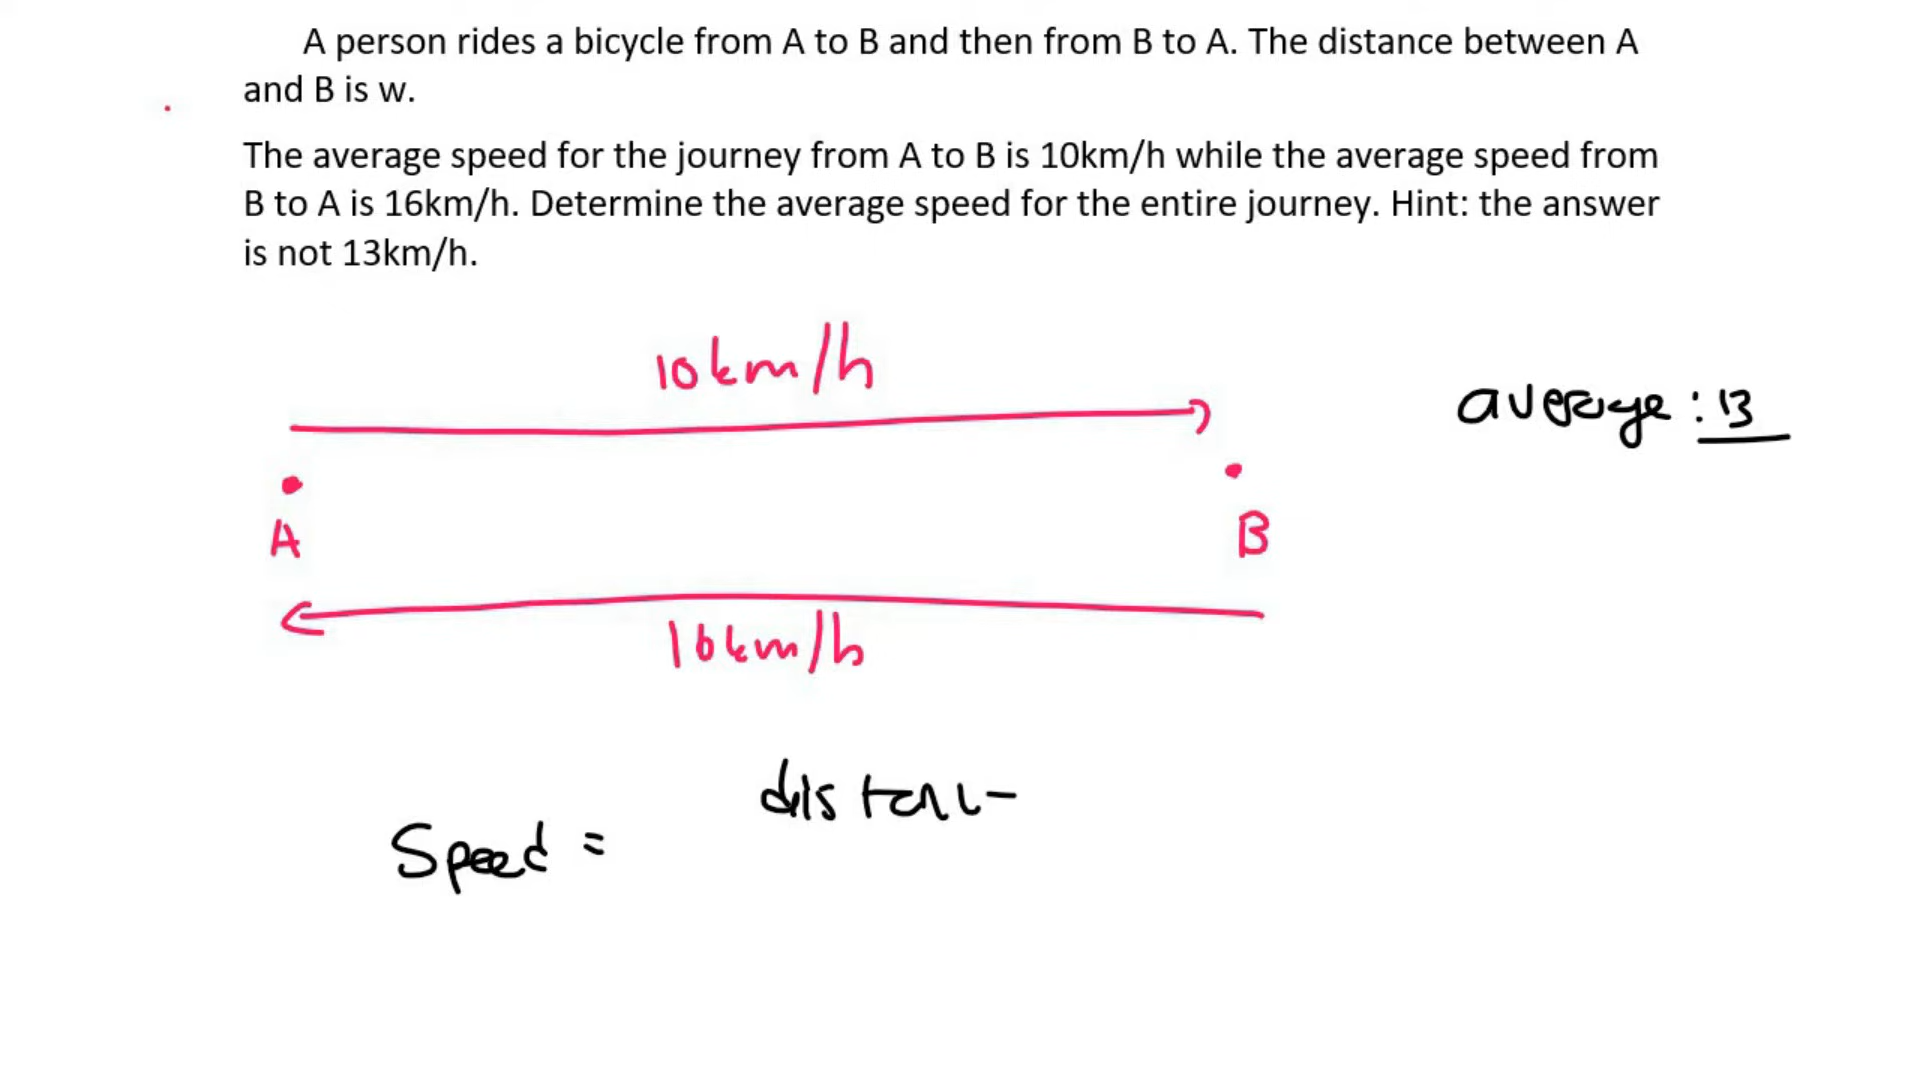 A person rides a bicycle from A to B and then from B to A. The distance between A
and B is w.
The average speed for the journey from A to B is 10km/h while the average speed from
B to A is 16km/h. Determine the average speed for the entire journey. Hint: the answer
is not 13km/h.
10km/h
average : 13
A
B
16km/h
distan
Speed =